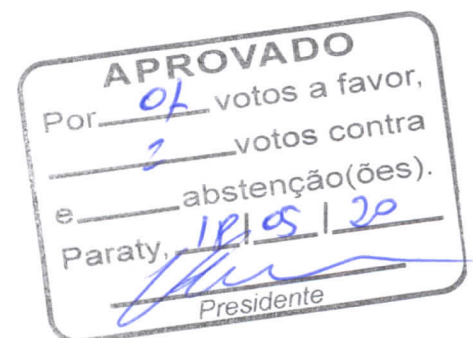 APROVADO
Por votos a favor,
2 votos contra
e abstenção(ões).
Paraty, 18 | 05 | 20
Presidente